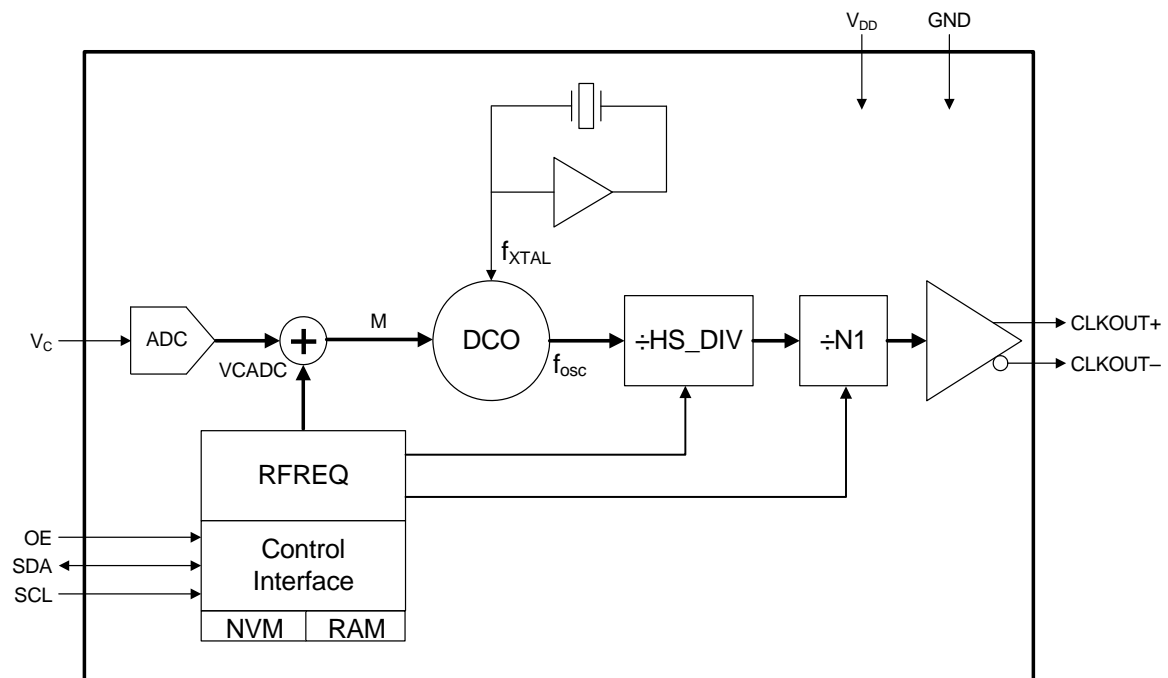 VDD
GND
fXTAL
VC
ADC
VCADC
+
M
DCO
fosc
÷HS_DIV
÷N1
CLKOUT+
CLKOUT–
RFREQ
OE
SDA
SCL
Control
Interface
NVM
RAM